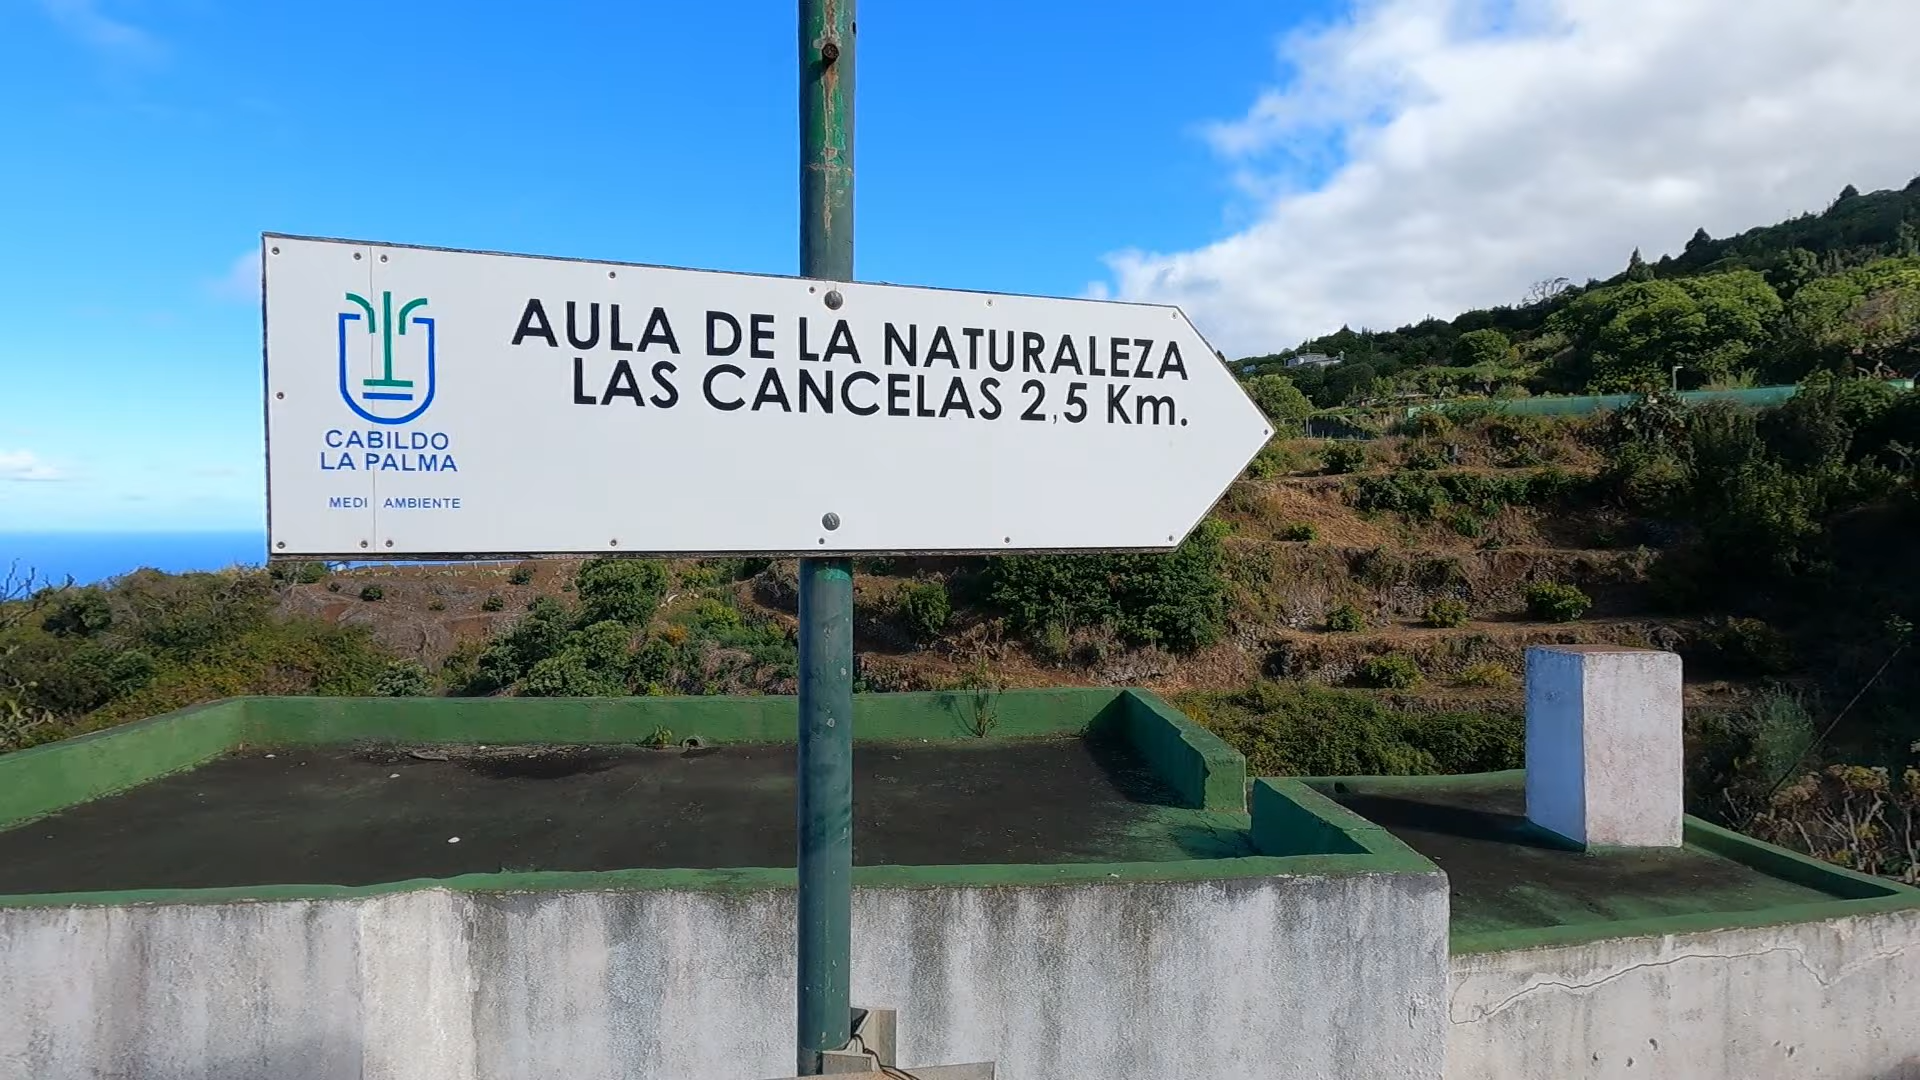 AULA DE LA NATURALEZA
LAS CANCELAS 2,5 Km.
CABILDO
LA PALMA
MEDI AMBIENTE